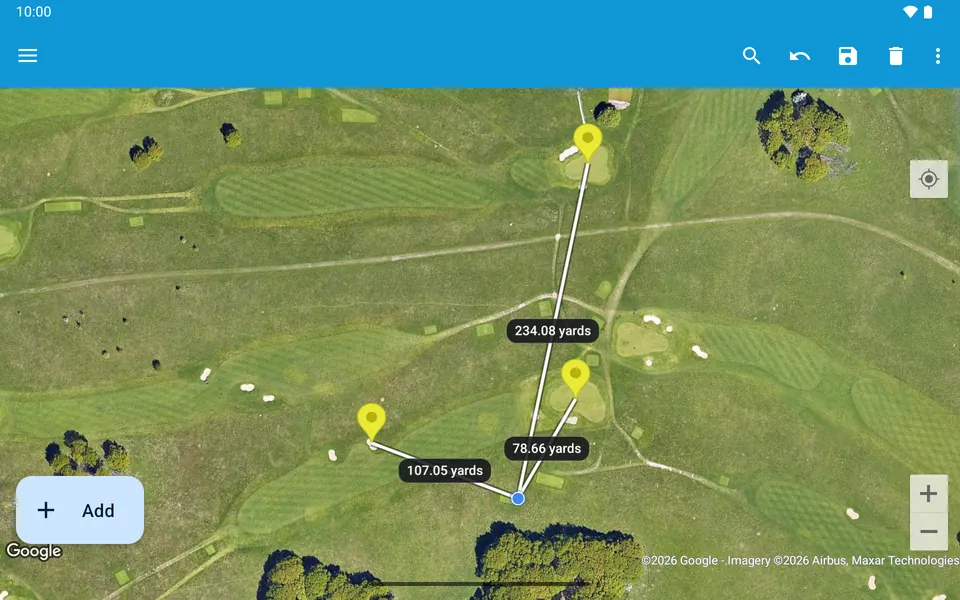 10:00
234.08 yards
78.66 yards
107.05 yards
Add
Google
©2026 Google - Imagery ©2026 Airbus, Maxar Technologies